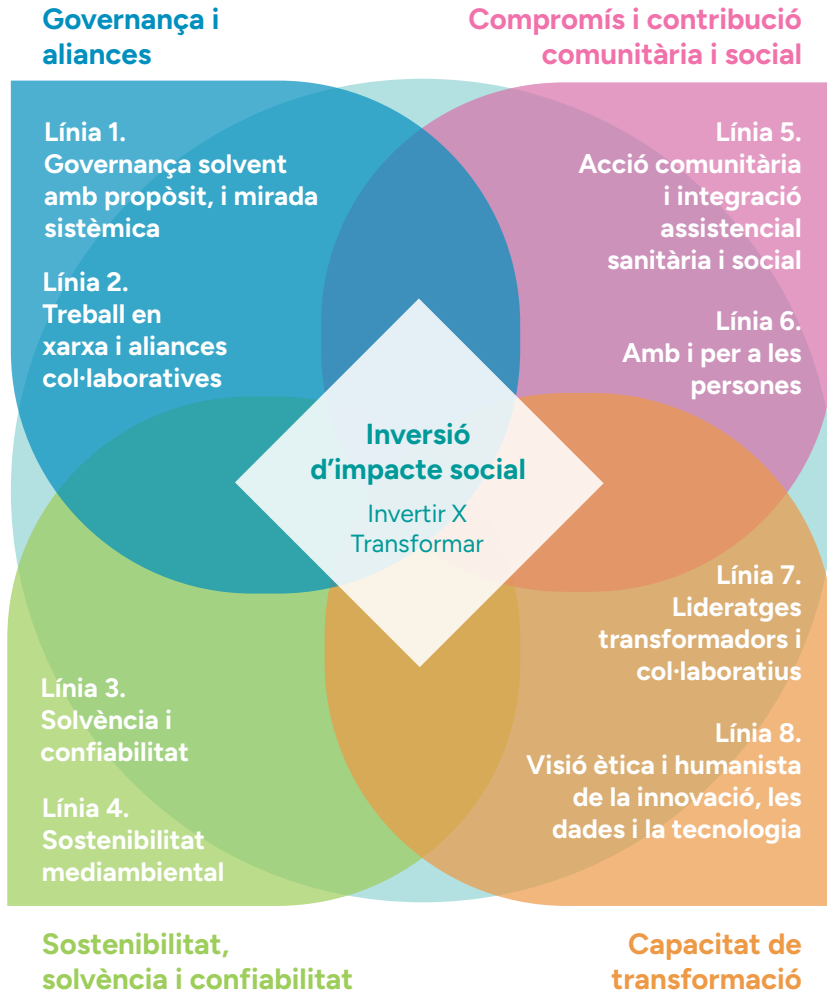 Governança i
aliances
Línia 1.
Governança solvent
amb propòsit, i mirada
sistèmica
Línia 2.
Treball en
xarxa i aliances
col·laboratives
Compromís i contribució
comunitària i social
Línia 5.
Acció comunitària
i integració
assistencial
sanitària i social
Línia 6.
Amb i per a les
persones
Inversió
d’impacte social
Invertir X
Transformar
Línia 3.
Solvència i
confiabilitat
Línia 4.
Sostenibilitat
mediambiental
Sostenibilitat,
solvència i confiabilitat
Línia 7.
Lideratges
transformadors i
col·laboratius
Línia 8.
Visió ètica i humanista
de la innovació, les
dades i la tecnologia
Capacitat de
transformació